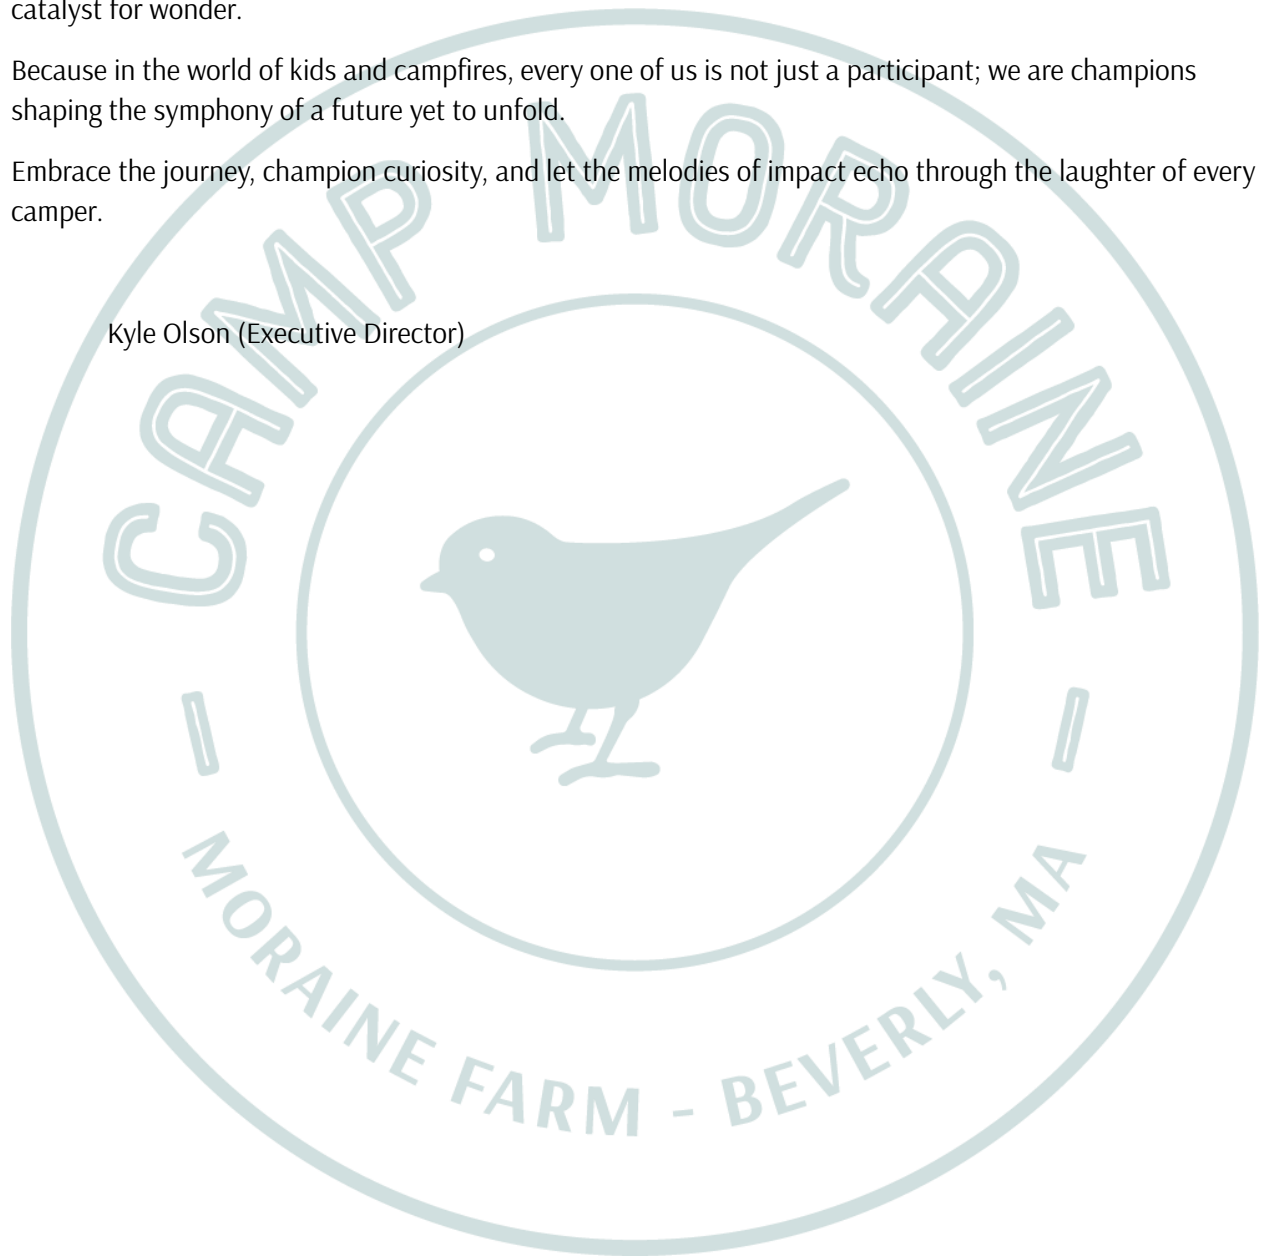 catalyst for wonder.
Because in the world of kids and campfires, every one of us is not just a participant; we are champions
shaping the symphony of a future yet to unfold.
Embrace the journey, champion curiosity, and let the melodies of impact echo through the laughter of every
camper.
Kyle Olson (Executive Director)
CAMP MORAINE
MORAINE FARM - BEVERLY, MA